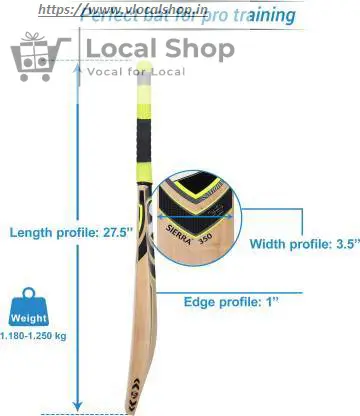 https://www.vlocalshop.in
Perfect bat for pro training
Local Shop
Vocal for Local
SIERRA 350
Length profile: 27.5"
Width profile: 3.5"
Edge profile: 1"
Weight
1.180-1.250 kg